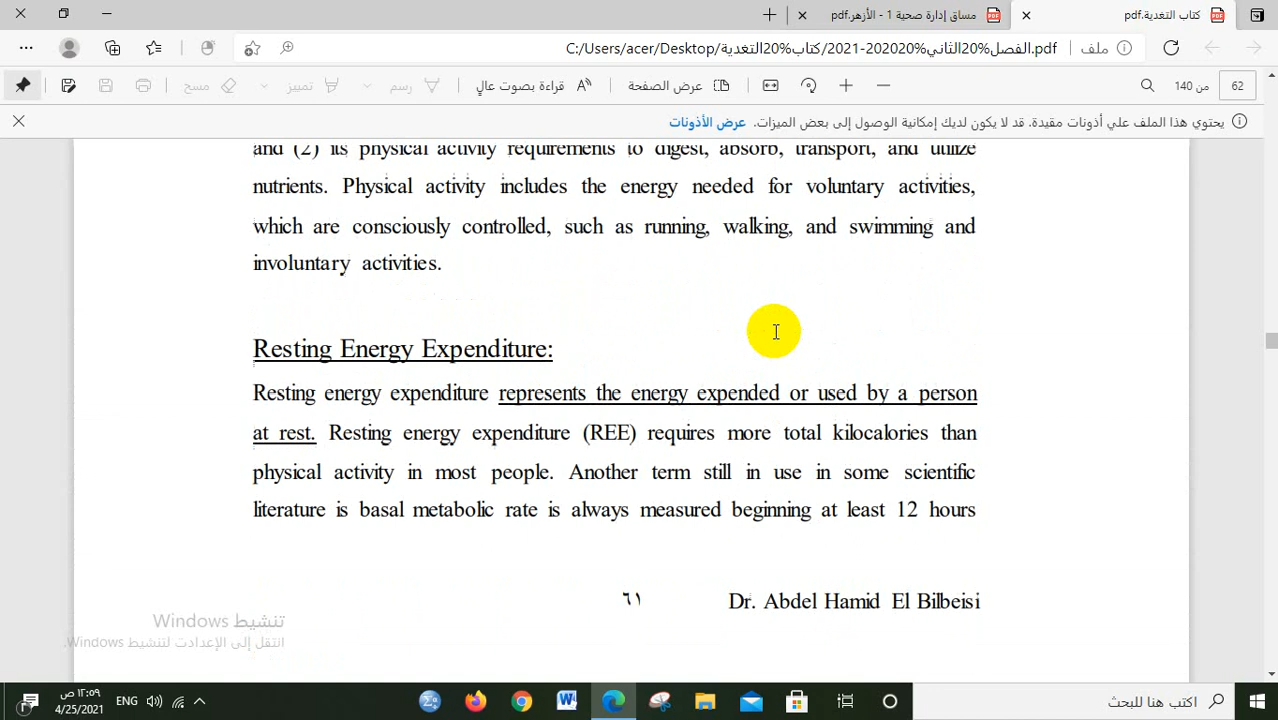 كتاب التغدية.pdf
مساق إدارة صحية 1 - الأزهر.pdf
ملف
C:/Users/acer/Desktop/كتاب%20التغدية/2021-202020%الفصل%20الثاني.pdf
62
من 140
عرض الصفحة
قراءة بصوت عالٍ
رسم
تمييز
مسح
يحتوي هذا الملف علي أذونات مقيدة. قد لا يكون لديك إمكانية الوصول إلى بعض الميزات.
عرض الأذونات
and (2) its physical activity requirements to digest, absorb, transport, and utilize
nutrients. Physical activity includes the energy needed for voluntary activities,
which are consciously controlled, such as running, walking, and swimming and
involuntary activities.
Resting Energy Expenditure:
Resting energy expenditure represents the energy expended or used by a person
at rest. Resting energy expenditure (REE) requires more total kilocalories than
physical activity in most people. Another term still in use in some scientific
literature is basal metabolic rate is always measured beginning at least 12 hours
٦١
Dr. Abdel Hamid El Bilbeisi
تنشيط Windows
انتقل إلى الإعدادت لتنشيط Windows.
اكتب هنا للبحث
ENG
١٢:٥٩ ص
4/25/2021